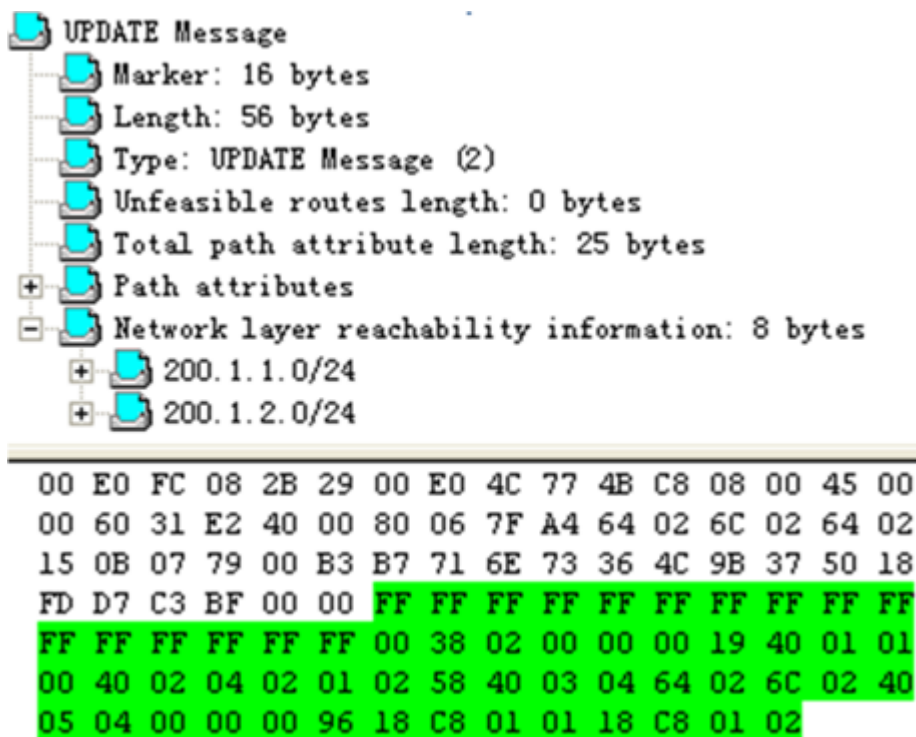 UPDATE Message
Marker: 16 bytes
Length: 56 bytes
Type: UPDATE Message (2)
Unfeasible routes length: 0 bytes
Total path attribute length: 25 bytes
Path attributes
Network layer reachability information: 8 bytes
200.1.1.0/24
200.1.2.0/24
00 E0 FC 08 2B 29 00 E0 4C 77 4B C8 08 00 45 00
00 60 31 E2 40 00 80 06 7F A4 64 02 6C 02 64 02
15 0B 07 79 00 B3 B7 71 6E 73 36 4C 9B 37 50 18
FD D7 C3 BF 00 00 FF FF FF FF FF FF FF FF FF FF
FF FF FF FF FF FF 00 38 02 00 00 00 19 40 01 01
00 40 02 04 02 01 02 58 40 03 04 64 02 6C 02 40
05 04 00 00 00 96 18 C8 01 01 18 C8 01 02